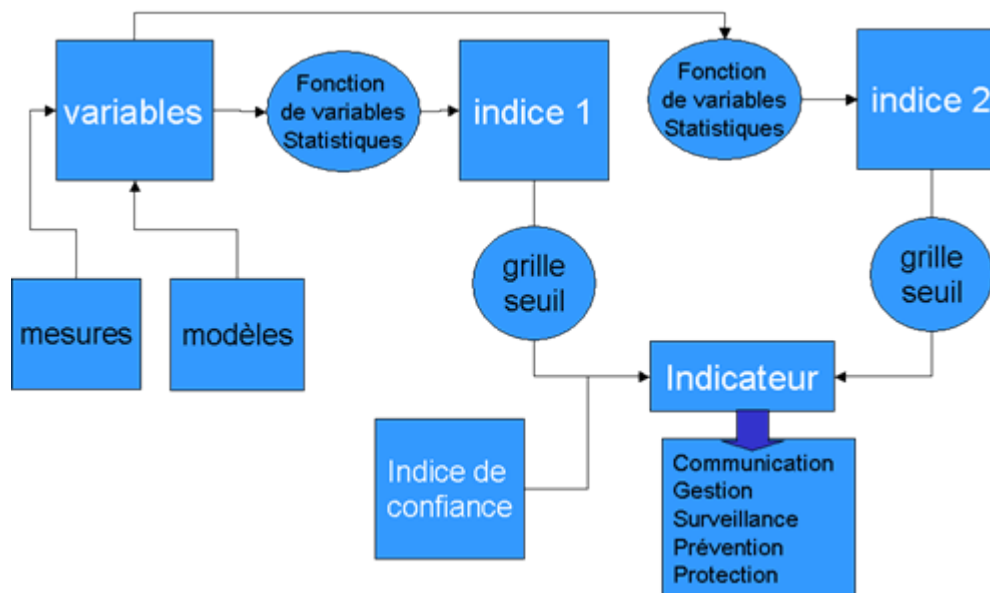 variables
Fonction
de variables
Statistiques
indice 1
Fonction
de variables
Statistiques
indice 2
grille
seuil
grille
seuil
mesures
modèles
Indicateur
Indice de
confiance
Communication
Gestion
Surveillance
Prévention
Protection